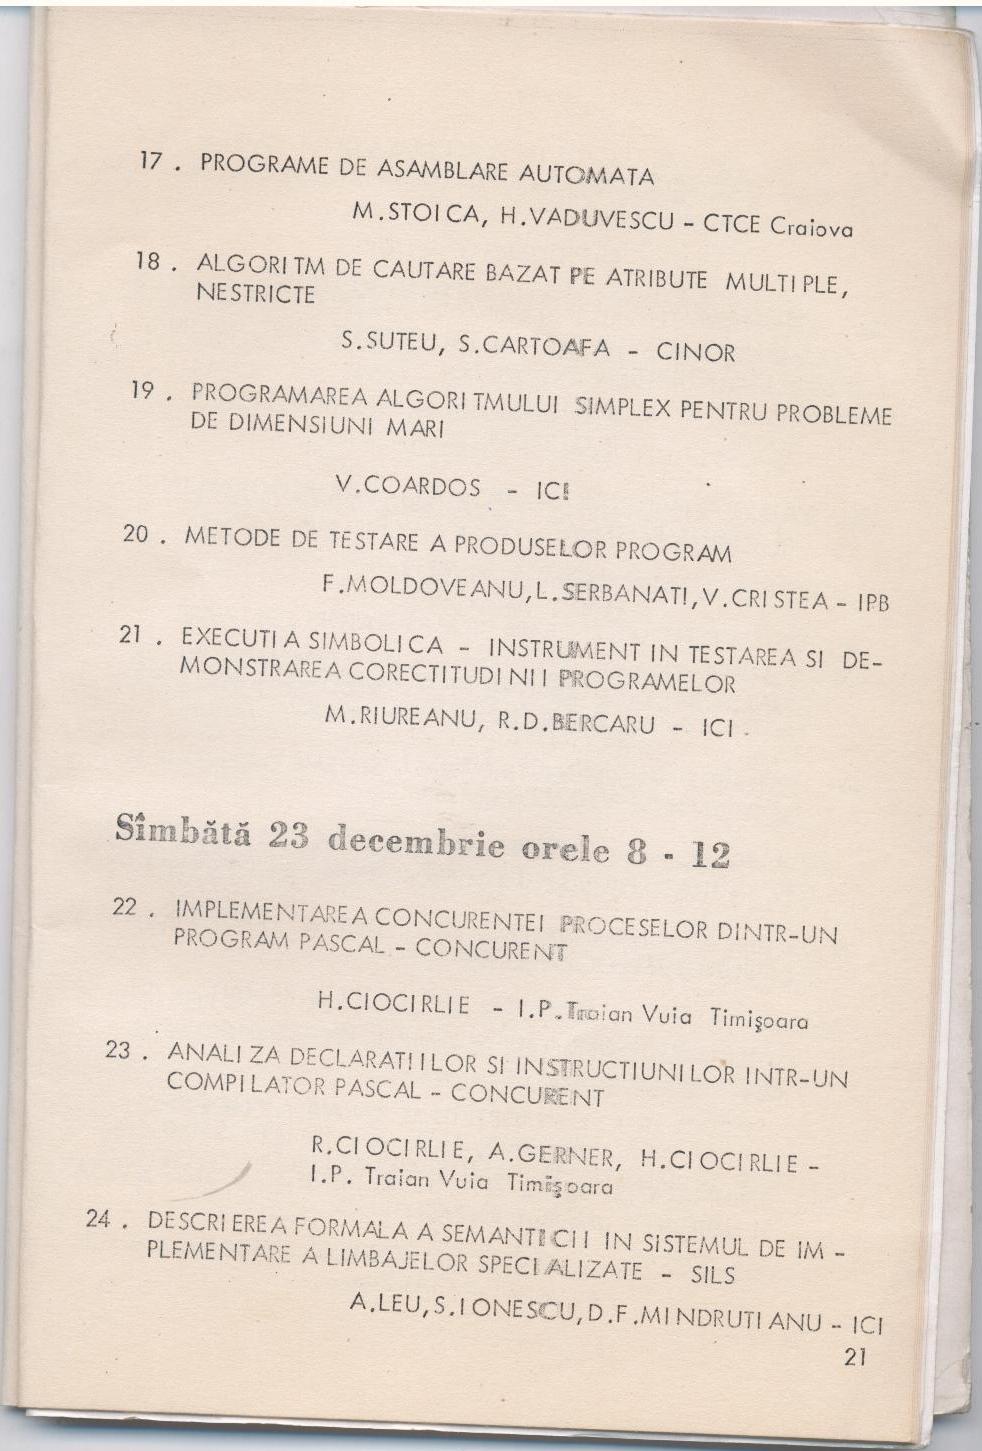 17 . PROGRAME DE ASAMBLARE AUTOMATA
M.STOICA, H.VADUVESCU - CTCE Craiova
18 . ALGORITM DE CAUTARE BAZAT PE ATRIBUTE MULTIPLE,
NESTRICTE
S.SUTEU, S.CARTOAFA - CINOR
19 . PROGRAMAREA ALGORITMULUI SIMPLEX PENTRU PROBLEME
DE DIMENSIUNI MARI
V.COARDOS - ICI
20 . METODE DE TESTARE A PRODUSELOR PROGRAM
F.MOLDOVEANU, L.SERBANATI, V.CRISTEA - IPB
21 . EXECUTIA SIMBOLICA - INSTRUMENT IN TESTAREA SI DE-
MONSTRAREA CORECTITUDINII PROGRAMELOR
M.RIUREANU, R.D.BERCARU - ICI
Sîmbătă 23 decembrie orele 8 - 12
22 . IMPLEMENTAREA CONCURENTEI PROCESELOR DINTR-UN
PROGRAM PASCAL - CONCURENT
H.CIOCIRLIE - I.P. Traian Vuia Timişoara
23 . ANALIZA DECLARATIILOR SI INSTRUCTIUNILOR INTR-UN
COMPILATOR PASCAL - CONCURENT
R.CIOCIRLIE, A.GERNER, H.CIOCIRLIE -
I.P. Traian Vuia Timişoara
24 . DESCRIEREA FORMALA A SEMANTICII IN SISTEMUL DE IM -
PLEMENTARE A LIMBAJELOR SPECIALIZATE - SILS
A.LEU, S.IONESCU, D.F.MINDRUTIANU - ICI
21